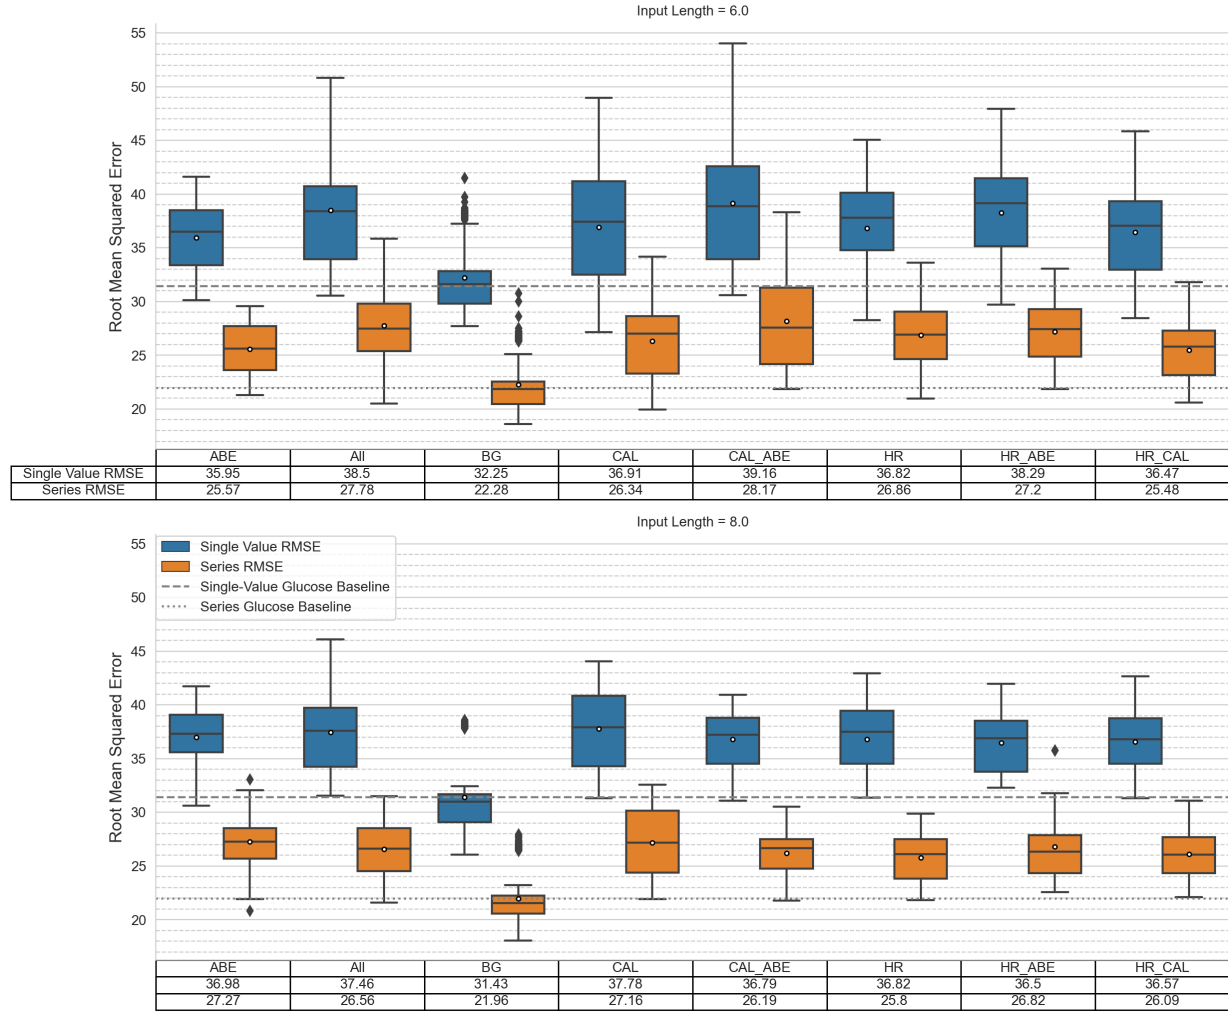 Input Length = 6.0
55
50
45
40
35
30
25
20
Root Mean Squared Error
ABE All BG CAL CAL_ABE HR HR_ABE HR_CAL
Single Value RMSE 35.95 38.5 32.25 36.91 39.16 36.82 38.29 36.47
Series RMSE 25.57 27.78 22.28 26.34 28.17 26.86 27.2 25.48
Input Length = 8.0
Single Value RMSE
Series RMSE
Single-Value Glucose Baseline
Series Glucose Baseline
55
50
45
40
35
30
25
20
Root Mean Squared Error
ABE All BG CAL CAL_ABE HR HR_ABE HR_CAL
36.98 37.46 31.43 37.78 36.79 36.82 36.5 36.57
27.27 26.56 21.96 27.16 26.19 25.8 26.82 26.09